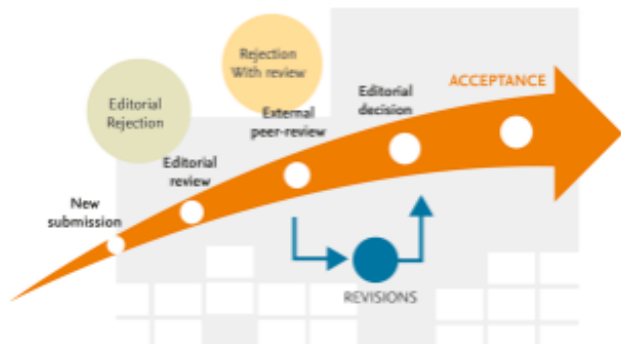 Rejection
With review
Editorial
Rejection
ACCEPTANCE
Editorial
decision
External
peer-review
Editorial
review
New
submission
REVISIONS